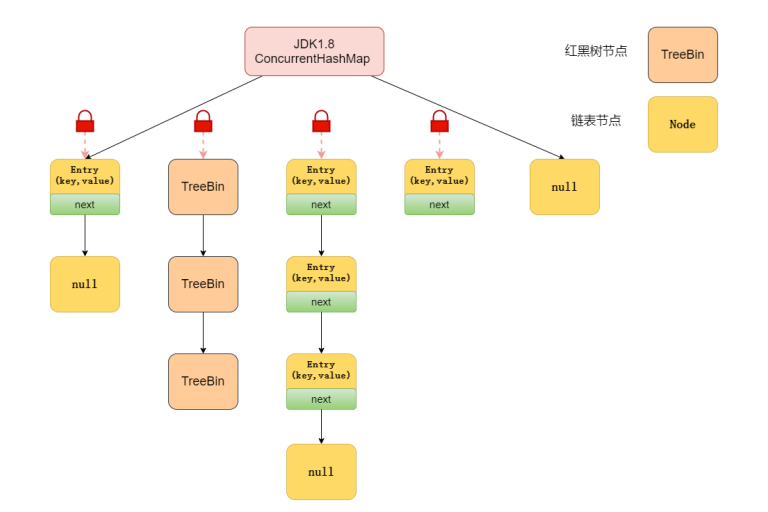 JDK1.8
ConcurrentHashMap
红黑树节点
TreeBin
链表节点
Node
Entry
(key,value)
next
TreeBin
Entry
(key,value)
next
Entry
(key,value)
next
null
null
TreeBin
Entry
(key,value)
next
TreeBin
Entry
(key,value)
next
null